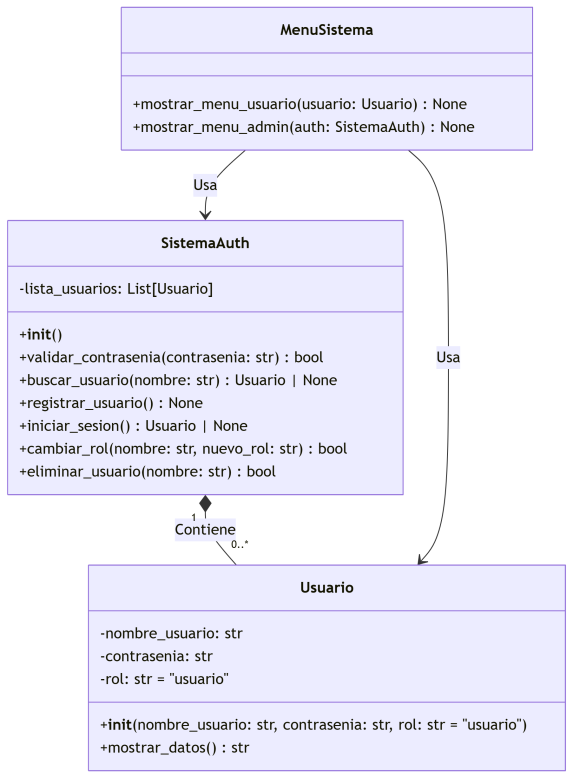 MenuSistema
+mostrar_menu_usuario(usuario: Usuario) : None
+mostrar_menu_admin(auth: SistemaAuth) : None
Usa
SistemaAuth
-lista_usuarios: List[Usuario]
+init()
+validar_contrasenia(contrasenia: str) : bool
+buscar_usuario(nombre: str) : Usuario | None
+registrar_usuario() : None
+iniciar_sesion() : Usuario | None
+cambiar_rol(nombre: str, nuevo_rol: str) : bool
+eliminar_usuario(nombre: str) : bool
Usa
1
Contiene
0..*
Usuario
-nombre_usuario: str
-contrasenia: str
-rol: str = "usuario"
+init(nombre_usuario: str, contrasenia: str, rol: str = "usuario")
+mostrar_datos() : str